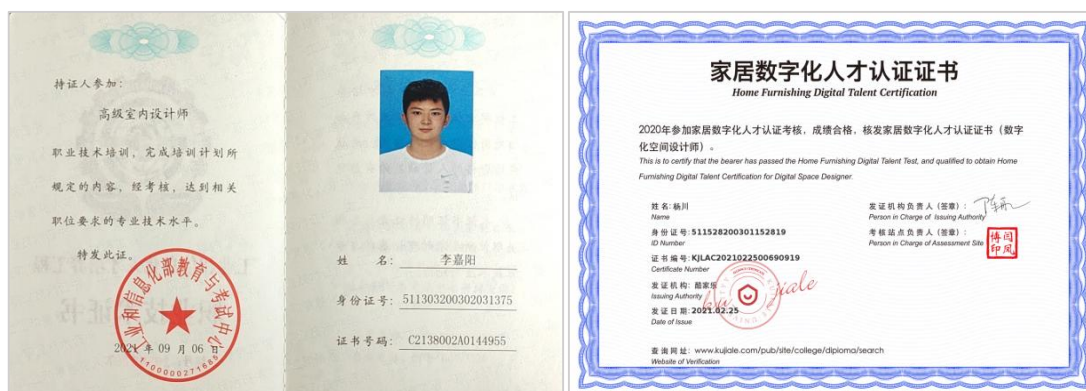 持证人参加：
高级室内设计师
职业技术培训，完成培训计划所
规定的内容，经考核，达到相关
职位要求的专业技术水平。
特发此证。
工业和信息化部教育与考试中心
2021 年 09 月 06 日
1100000271685
姓 名： 李嘉阳
身份证号： 511303200302031375
证书号码： C2138002A0144955
家居数字化人才认证证书
Home Furnishing Digital Talent Certification
2020年参加家居数字化人才认证考核，成绩合格，核发家居数字化人才认证证书（数字
化空间设计师）。
This is to certify that the bearer has passed the Home Furnishing Digital Talent Test, and qualified to obtain Home
Furnishing Digital Talent Certification for Digital Space Designer.
姓 名: 杨川
Name
身 份 证 号: 511528200301152819
ID Number
证 书 编 号: KJLAC2021022500690919
Certificate Number
发 证 机 构: 酷家乐
Issuing Authority
发 证 日 期: 2021.02.25
Date of Issue
查 询 网 址: www.kujiale.com/pub/site/college/diploma/search
Website of Verification
发证机构负责人（签章）:
Person in Charge of Issuing Authority
考核站点负责人（签章）:
Person in Charge of Assessment Site
kujiale